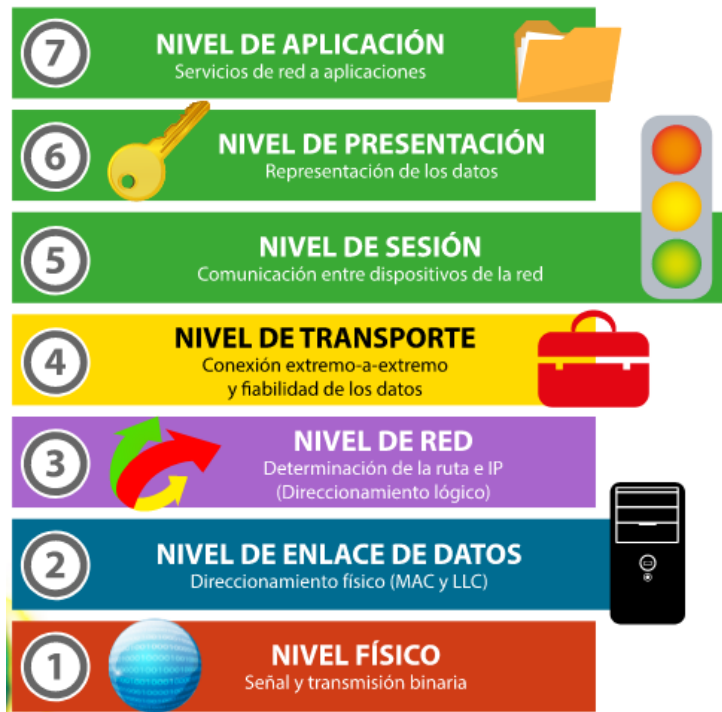 7
NIVEL DE APLICACIÓN
Servicios de red a aplicaciones
6
NIVEL DE PRESENTACIÓN
Representación de los datos
5
NIVEL DE SESIÓN
Comunicación entre dispositivos de la red
4
NIVEL DE TRANSPORTE
Conexión extremo-a-extremo
y fiabilidad de los datos
3
NIVEL DE RED
Determinación de la ruta e IP
(Direccionamiento lógico)
2
NIVEL DE ENLACE DE DATOS
Direccionamiento físico (MAC y LLC)
1
NIVEL FÍSICO
Señal y transmisión binaria